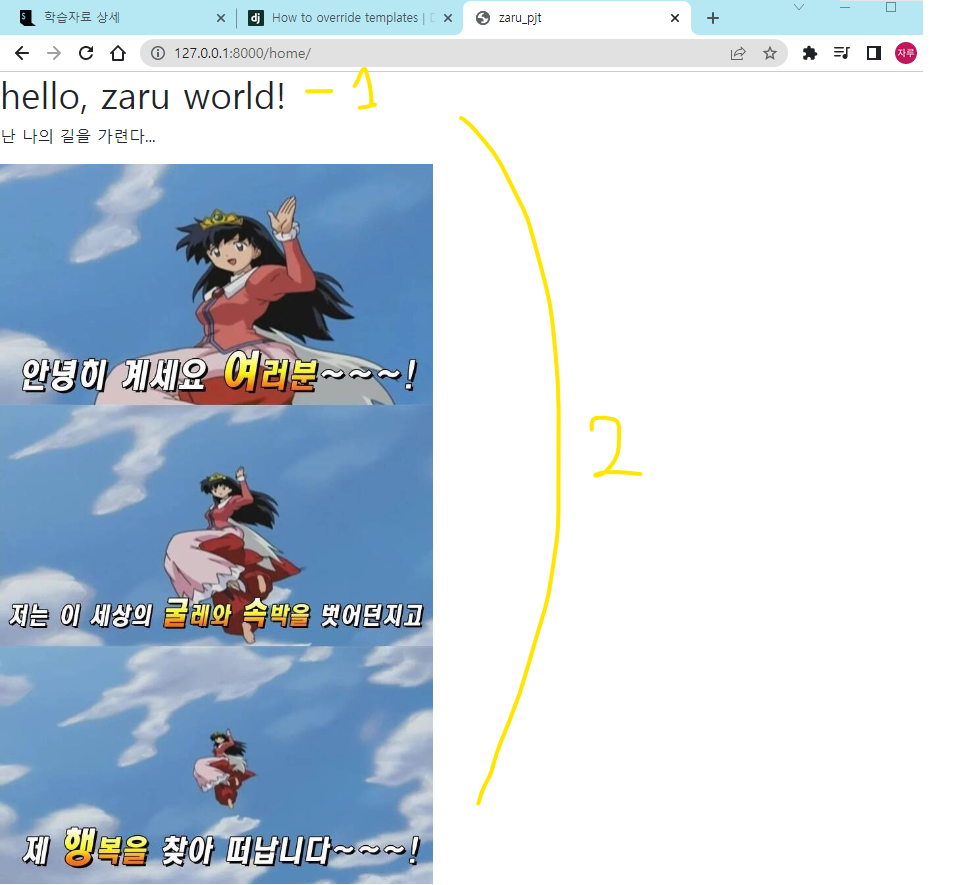 학습자료 상세
How to override templates | D
zaru_pjt
127.0.0.1:8000/home/
자루
hello, zaru world! - 1
난 나의 길을 가련다...
안녕히 계세요 여러분~~~!
2
저는 이 세상의 굴레와 속박을 벗어던지고
제 행복을 찾아 떠납니다~~~!